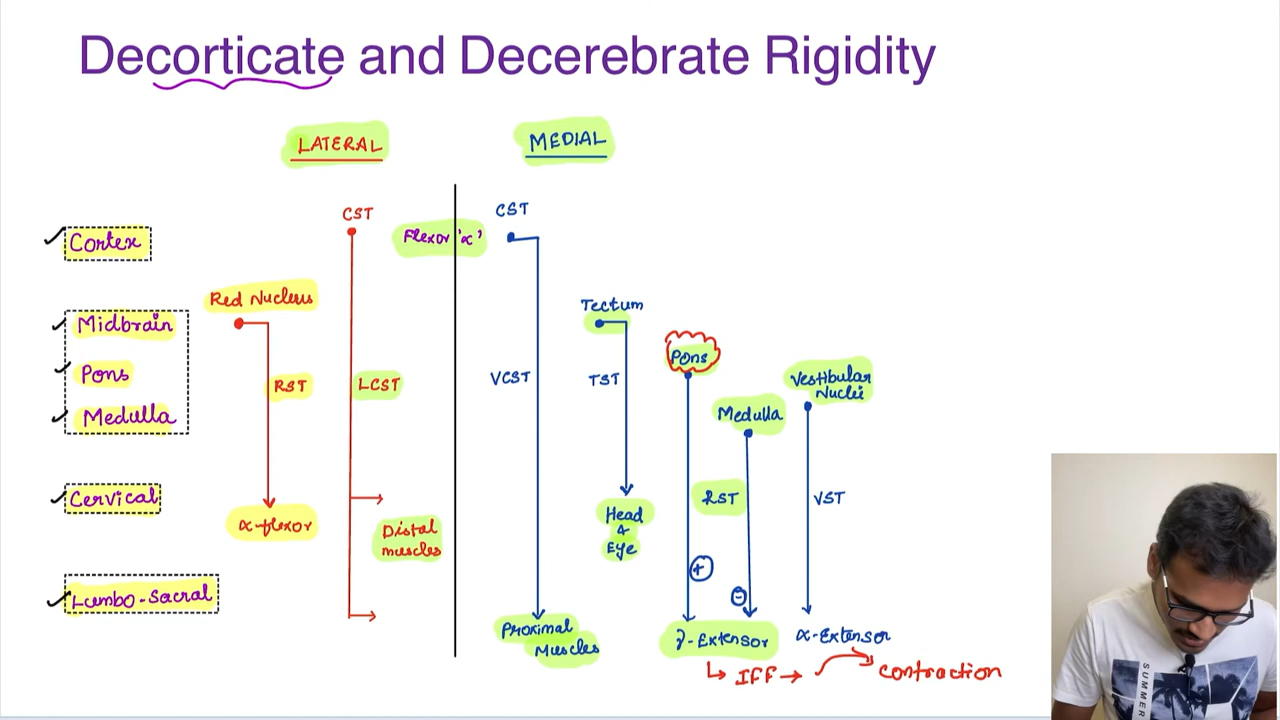 Decorticate and Decerebrate Rigidity
LATERAL
MEDIAL
CST
Flexor 'α'
CST
Cortex
Red Nucleus
Tectum
Midbrain
Pons
Pons
Medulla
RST
LCST
VCST
TST
Vestibular
Nuclei
Medulla
Cervical
α-flexor
Distal
muscles
Head
&
Eye
RST
VST
+
-
Lumbo-Sacral
Proximal
Muscles
γ-Extensor
α-Extensor
↳ IFF → contraction
SUMMER